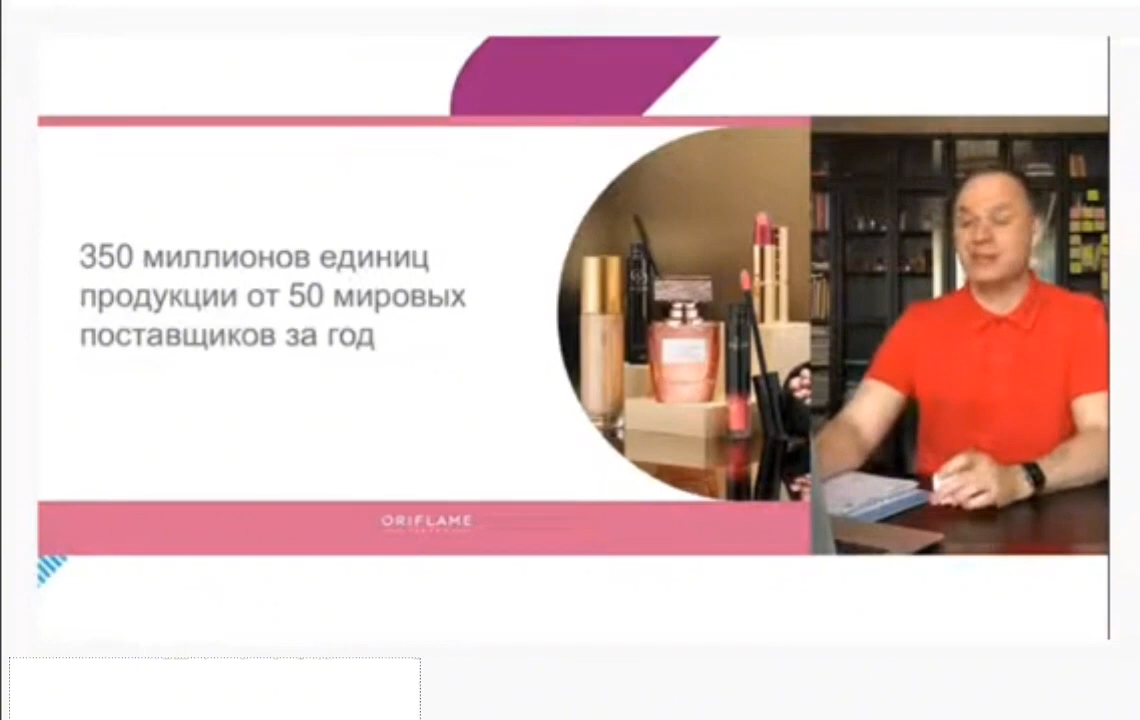 350 миллионов единиц
продукции от 50 мировых
поставщиков за год
ORIFLAME